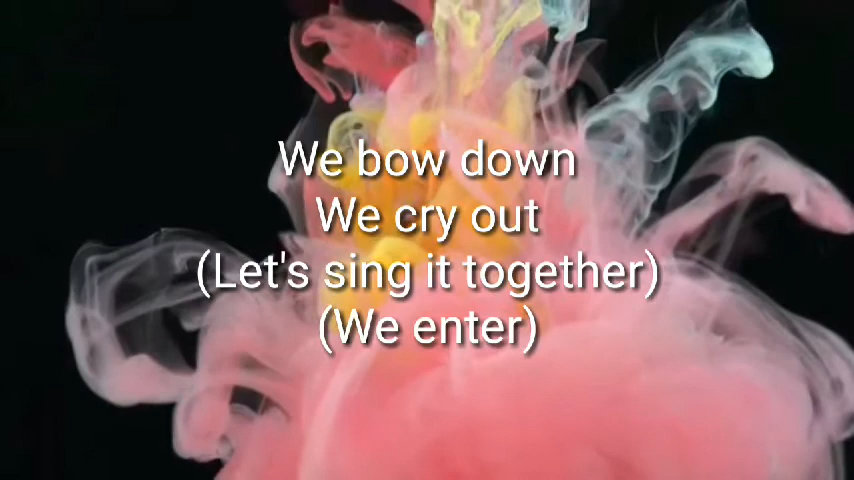 We bow down
We cry out
(Let's sing it together)
(We enter)